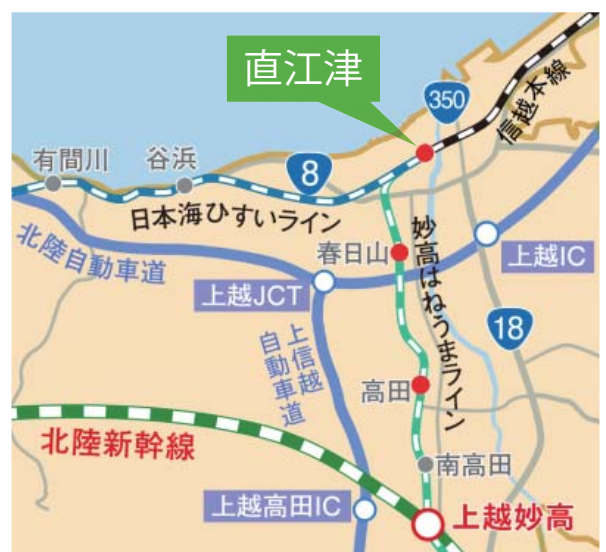 直江津
350
信越本線
有間川
谷浜
8
日本海ひすいライン
北陸自動車道
春日山
妙高はねうまライン
上越IC
上越JCT
18
上信越
自動車道
高田
北陸新幹線
南高田
上越高田IC
上越妙高